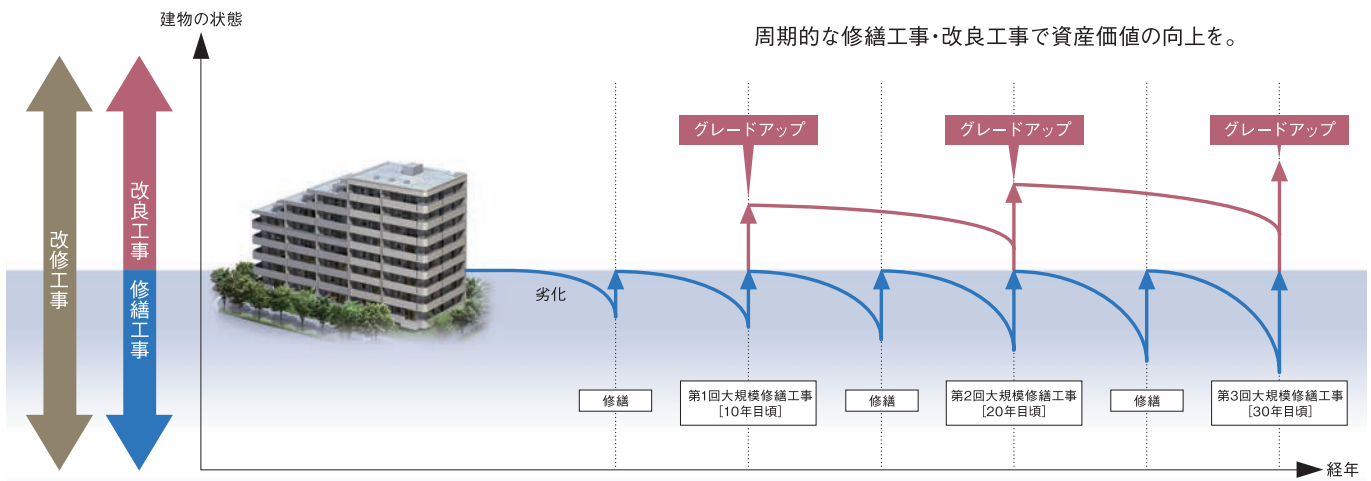 建物の状態
周期的な修繕工事・改良工事で資産価値の向上を。
改修工事
改良工事
修繕工事
グレードアップ
グレードアップ
グレードアップ
劣化
修繕
第1回大規模修繕工事
[10年目頃]
修繕
第2回大規模修繕工事
[20年目頃]
修繕
第3回大規模修繕工事
[30年目頃]
経年